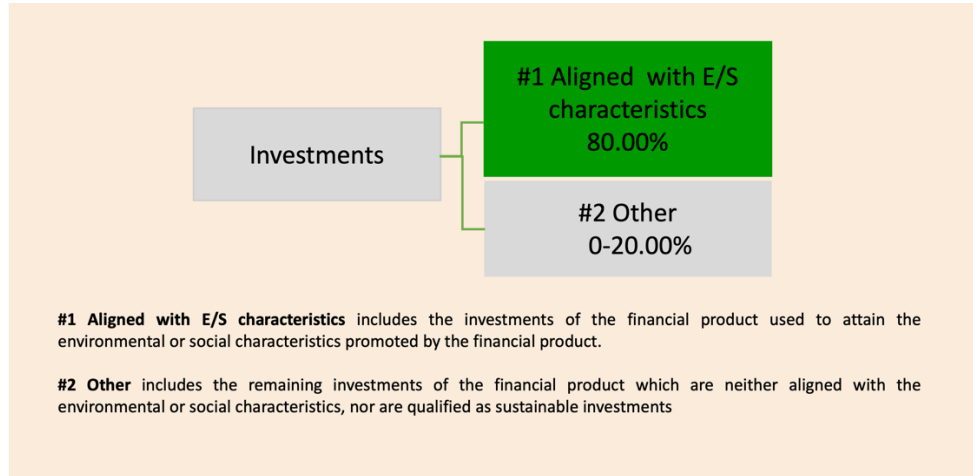 #1 Aligned with E/S
characteristics
80.00%
Investments
#2 Other
0-20.00%
#1 Aligned with E/S characteristics includes the investments of the financial product used to attain the
environmental or social characteristics promoted by the financial product.
#2 Other includes the remaining investments of the financial product which are neither aligned with the
environmental or social characteristics, nor are qualified as sustainable investments